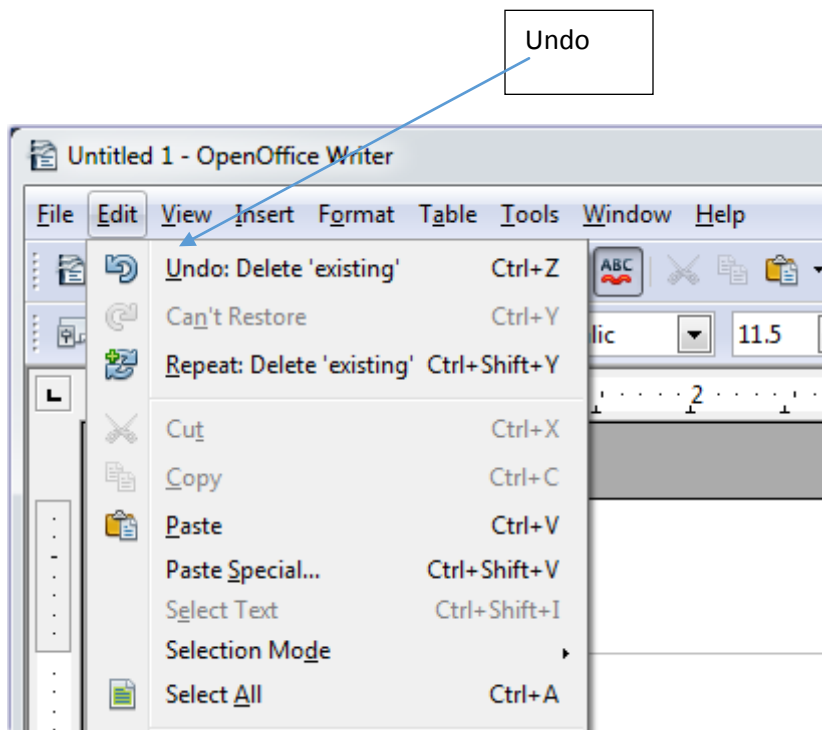 Undo
Untitled 1 - OpenOffice Writer
File Edit View Insert Format Table Tools Window Help
Undo: Delete 'existing' Ctrl+Z
ABC
Can't Restore Ctrl+Y
lic 11.5
Repeat: Delete 'existing' Ctrl+Shift+Y
2
Cut Ctrl+X
Copy Ctrl+C
Paste Ctrl+V
Paste Special... Ctrl+Shift+V
Select Text Ctrl+Shift+I
Selection Mode
Select All Ctrl+A